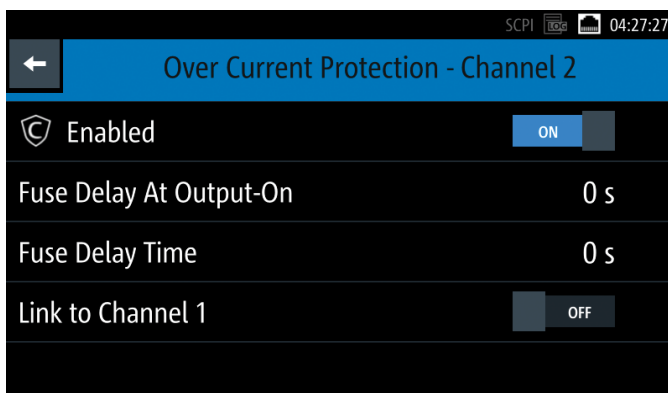 SCPI LOG 04:27:27
Over Current Protection - Channel 2
C Enabled ON
Fuse Delay At Output-On 0 s
Fuse Delay Time 0 s
Link to Channel 1 OFF